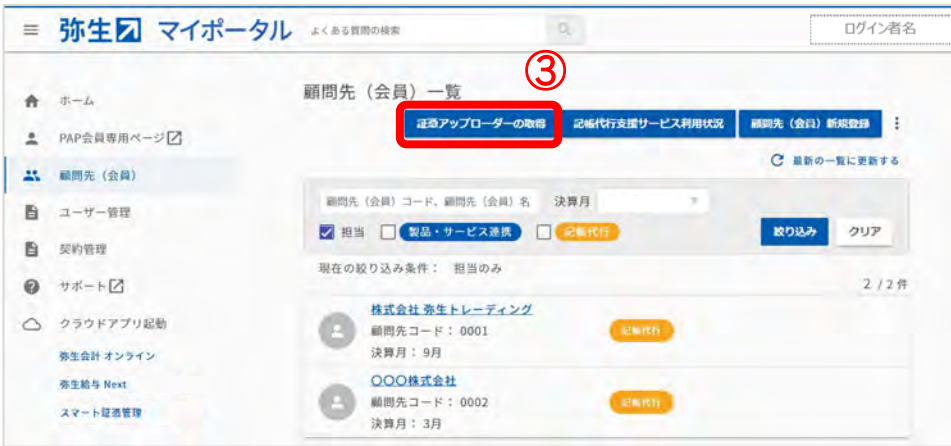 弥生 マイポータル よくある質問の検索 ログイン者名
③
顧問先（会員）一覧
証憑アップローダーの取得 記帳代行支援サービス利用状況 顧問先（会員）新規登録
最新の一覧に更新する
ホーム
PAP会員専用ページ
顧問先（会員）
ユーザー管理
契約管理
サポート
クラウドアプリ起動
弥生会計 オンライン
弥生給与 Next
スマート証憑管理
顧問先（会員）コード、顧問先（会員）名 決算月
担当 製品・サービス連携 記帳代行 絞り込み クリア
現在の絞り込み条件： 担当のみ
2 / 2 件
株式会社 弥生トレーディング
顧問先コード：0001 記帳代行
決算月：9月
〇〇〇株式会社
顧問先コード：0002 記帳代行
決算月：3月